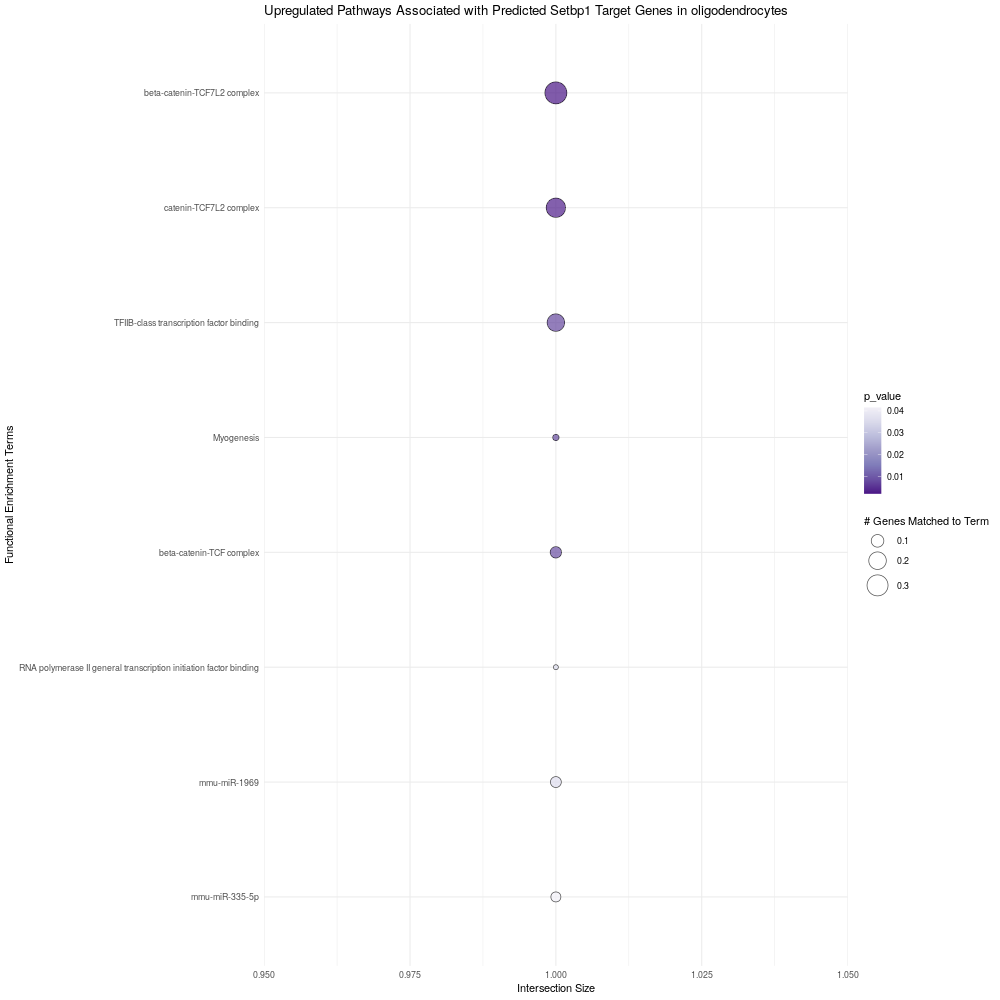 Upregulated Pathways Associated with Predicted Setbp1 Target Genes in oligodendrocytes
Functional Enrichment Terms
beta-catenin-TCF7L2 complex
catenin-TCF7L2 complex
TFIIB-class transcription factor binding
Myogenesis
beta-catenin-TCF complex
RNA polymerase II general transcription initiation factor binding
mmu-miR-1969
mmu-miR-335-5p
0.950 0.975 1.000 1.025 1.050
Intersection Size
p_value
0.04
0.03
0.02
0.01
# Genes Matched to Term
0.1
0.2
0.3